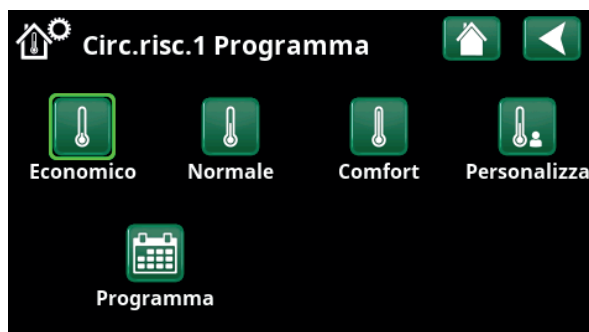 Circ.risc.1 Programma
Economico Normale Comfort Personalizza
Programma